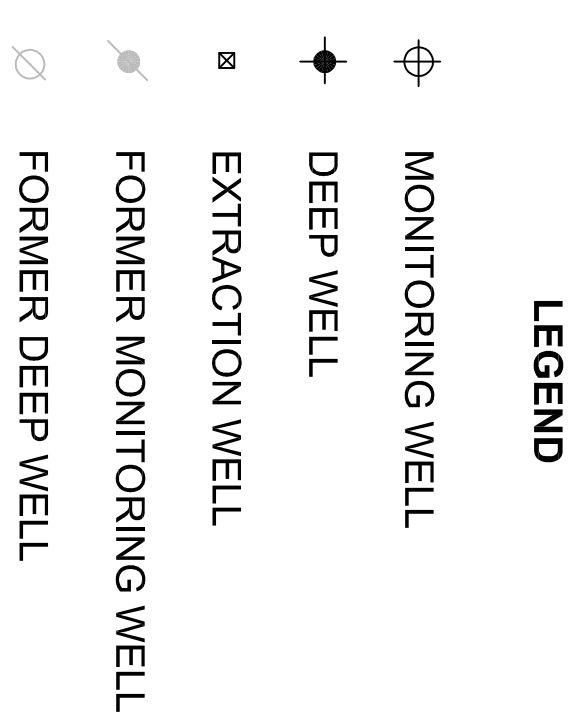 LEGEND
MONITORING WELL
DEEP WELL
EXTRACTION WELL
FORMER MONITORING WELL
FORMER DEEP WELL